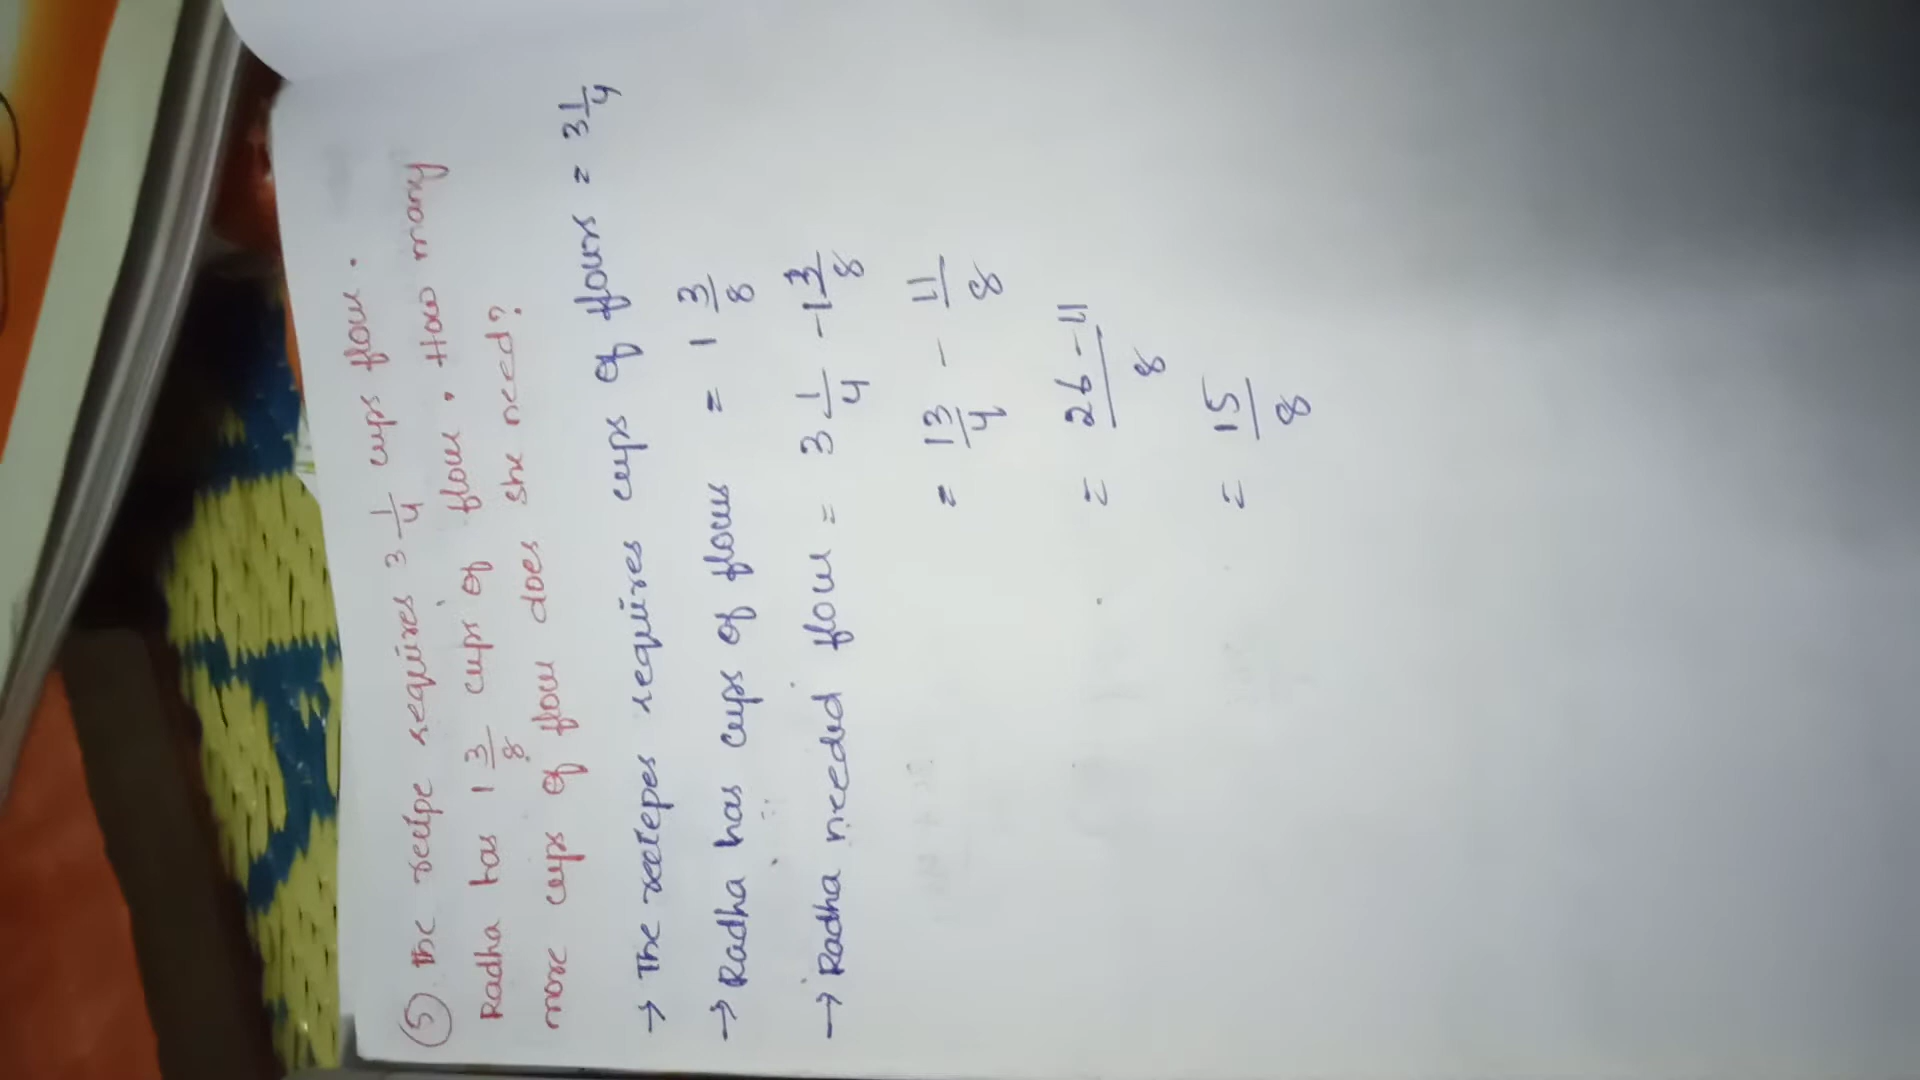 ⑤ The recipe requires 3 1/4 cups flour.
Radha has 1 3/8 cups of flour. How many
more cups of flour does she need?
→ The recieps requires cups of flours = 3 1/4
→ Radha has cups of flours = 1 3/8
→ Radha needed flour = 3 1/4 - 1 3/8
= 13/4 - 11/8
= 26-11/8
= 15/8